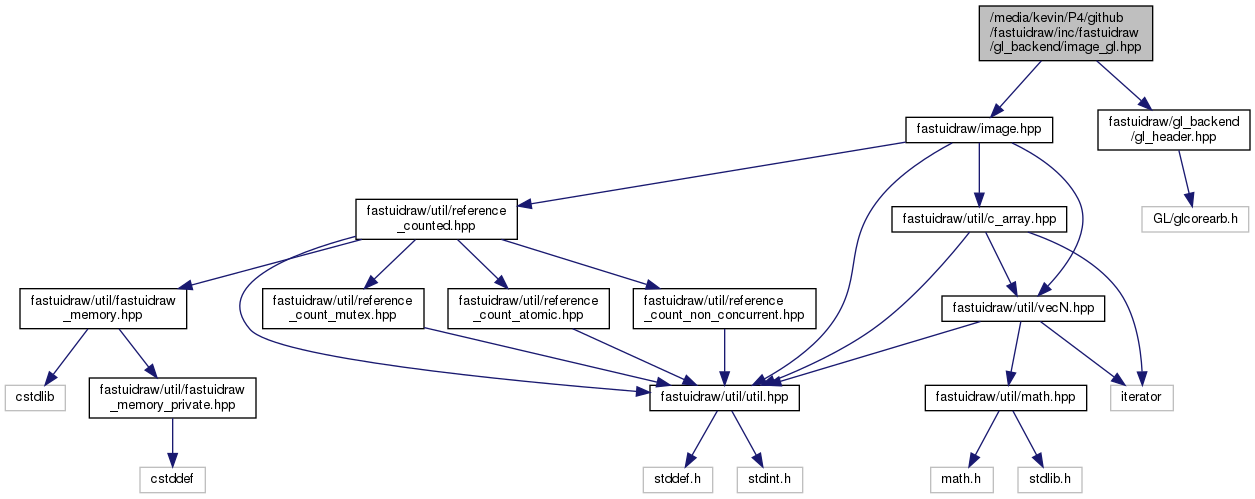 /media/kevin/P4/github
/fastuidraw/inc/fastuidraw
/gl_backend/image_gl.hpp
fastuidraw/image.hpp
fastuidraw/gl_backend
/gl_header.hpp
fastuidraw/util/reference
_counted.hpp
fastuidraw/util/c_array.hpp
GL/glcorearb.h
fastuidraw/util/fastuidraw
_memory.hpp
fastuidraw/util/reference
_count_mutex.hpp
fastuidraw/util/reference
_count_atomic.hpp
fastuidraw/util/reference
_count_non_concurrent.hpp
fastuidraw/util/vecN.hpp
cstdlib
fastuidraw/util/fastuidraw
_memory_private.hpp
fastuidraw/util/util.hpp
fastuidraw/util/math.hpp
iterator
cstddef
stddef.h
stdint.h
math.h
stdlib.h